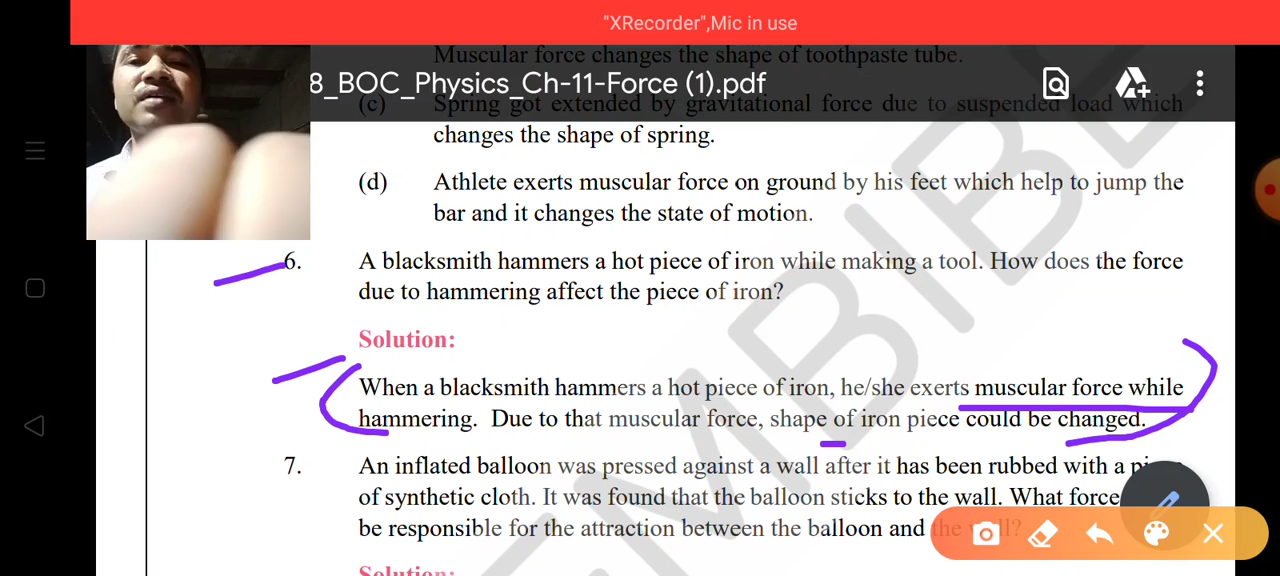 "XRecorder",Mic in use
Muscular force changes the shape of toothpaste tube.
8_BOC_Physics_Ch-11-Force (1).pdf
(c) Spring got extended by gravitational force due to suspended load which
changes the shape of spring.
(d) Athlete exerts muscular force on ground by his feet which help to jump the
bar and it changes the state of motion.
6. A blacksmith hammers a hot piece of iron while making a tool. How does the force
due to hammering affect the piece of iron?
Solution:
When a blacksmith hammers a hot piece of iron, he/she exerts muscular force while
hammering. Due to that muscular force, shape of iron piece could be changed.
7. An inflated balloon was pressed against a wall after it has been rubbed with a
of synthetic cloth. It was found that the balloon sticks to the wall. What force
be responsible for the attraction between the balloon and the
Solution:
EMBIBE